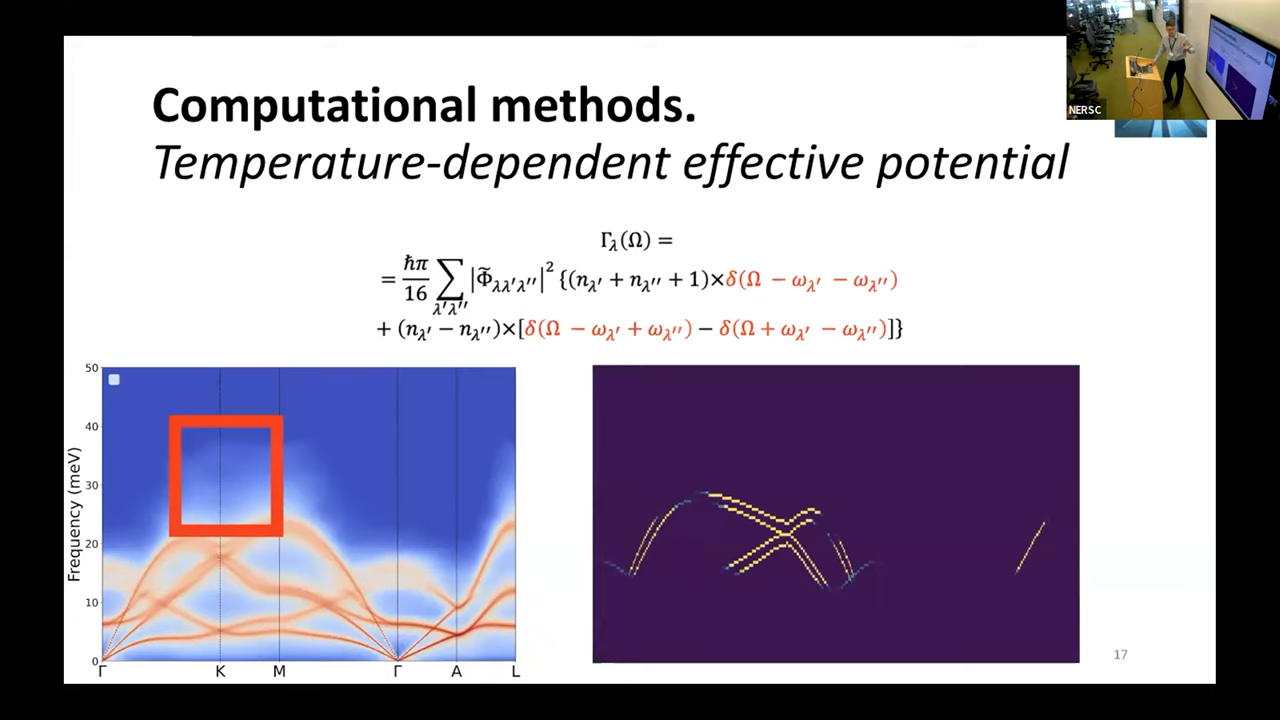 NERSC
Computational methods.
Temperature-dependent effective potential
Γλ(Ω) =
= ħπ/16 ∑λ′λ″ |Φ̃λλ′λ″|² {(nλ′ + nλ″ + 1)×δ(Ω − ωλ′ − ωλ″)
+ (nλ′ − nλ″)×[δ(Ω − ωλ′ + ωλ″) − δ(Ω + ωλ′ − ωλ″)]}
Frequency (meV)
50
40
30
20
10
0
Γ K M Γ A L
17